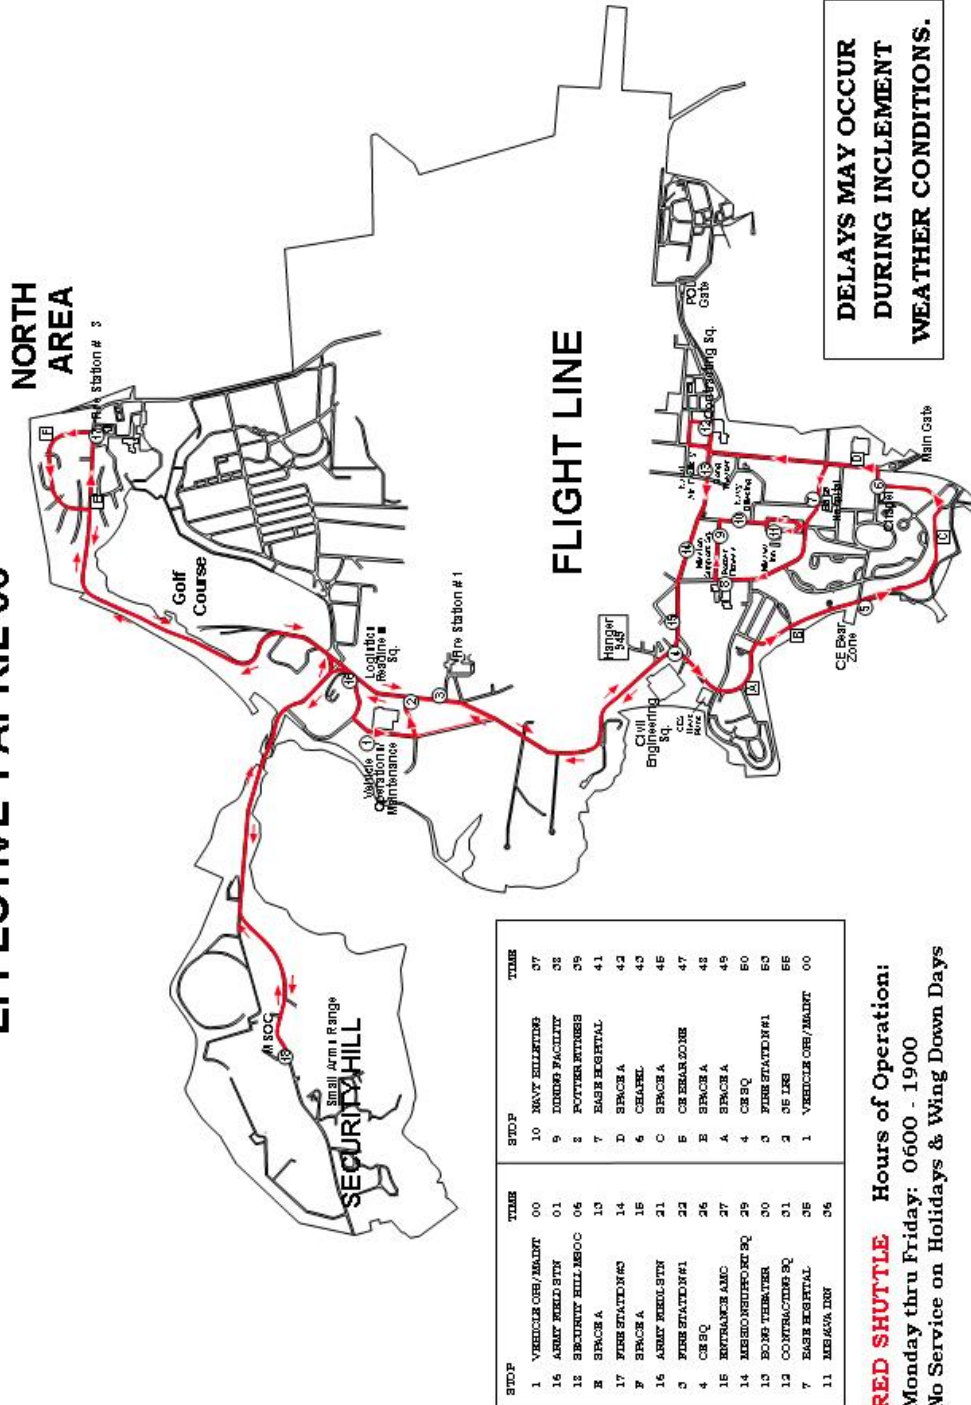 NORTH
AREA
Golf
Course
Fire Station #1
Logistics
Readiness
Sq.
Vehicle
Operation/
Maintenance
MSOC
Small Arms Range
SECURITY HILL
FLIGHT LINE
Hanger
945
Civil
Engineering
Sq.
CE Bear
Zone
Chapel
Main Gate
POL
Gate
Contracting Sq.
DELAYS MAY OCCUR
DURING INCLEMENT
WEATHER CONDITIONS.
STOP TIME
1 VEHICLE OPS/MAINT 00
16 ARMY FIELD STN 01
18 SECURITY HILL MSOC 06
E SPACE A 13
17 FIRE STATION #3 14
F SPACE A 15
16 ARMY FIELD STN 21
3 FIRE STATION #1 22
4 CE SQ 26
15 ENTRANCE AMC 27
14 MISSION SUPPORT SQ 29
13 BONG THEATER 30
12 CONTRACTING SQ 31
7 BASE HOSPITAL 35
11 MISAWA INN 36
STOP TIME
10 NAVY BILLETING 37
9 DINING FACILITY 38
8 POTTER FITNESS 39
7 BASE HOSPITAL 41
D SPACE A 42
6 CHAPEL 43
C SPACE A 45
5 CE BEAR ZONE 47
B SPACE A 48
A SPACE A 49
4 CE SQ 50
3 FIRE STATION #1 53
2 35 LRS 55
1 VEHICLE OPS/MAINT 00
RED SHUTTLE Hours of Operation:
Monday thru Friday: 0600 - 1900
No Service on Holidays & Wing Down Days